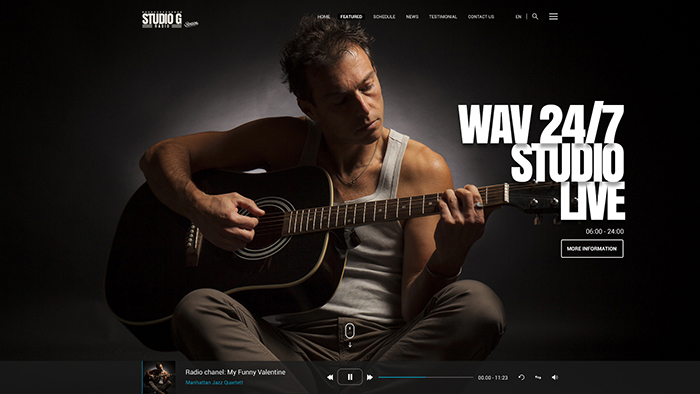 STUDIO G
RADIO
HOME FEATURED SCHEDULE NEWS TESTIMONIAL CONTACT US
EN
WAV 24/7
STUDIO
LIVE
06:00 - 24:00
MORE INFORMATION
Radio chanel: My Funny Valentine
Manhattan Jazz Quartett
00.00 - 11:23